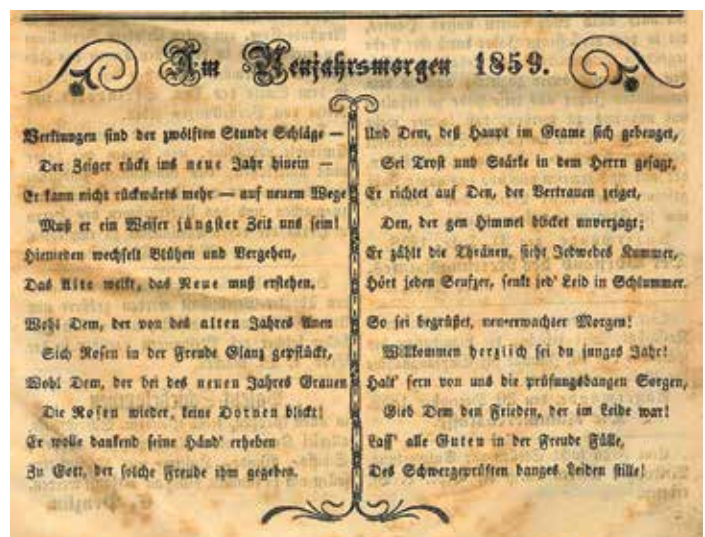 Am Neujahrsmorgen 1859.
Verklungen sind der zwölften Stunde Schläge —
Der Zeiger rückt ins neue Jahr hinein —
Er kann nicht rückwärts mehr — auf neuem Wege
Muß er ein Weiser jüngster Zeit uns sein!
Hienieden wechselt Blühen und Vergehen,
Das Alte welkt, das Neue muß erstehen.
Wohl Dem, der von des alten Jahres Auen
Sich Rosen in der Freude Glanz gepflückt,
Wohl Dem, der bei des neuen Jahres Grauen
Die Rosen wieder, keine Dornen blickt!
Er wolle dankend seine Händ' erheben
Zu Gott, der solche Freude ihm gegeben.
Und Dem, deß Haupt im Grame sich gebeuget,
Sei Trost und Stärke in dem Herrn gesagt,
Er richtet auf Den, der Vertrauen zeiget,
Den, der gen Himmel blicket unverzagt;
Er zählt die Thränen, sieht Jedwedes Kummer,
Höret jeden Seufzer, senkt jed' Leid in Schlummer.
So sei begrüßet, neu-erwachter Morgen!
Willkommen herzlich sei du junges Jahr!
Halt' fern von uns die prüfungsbangen Sorgen,
Gieb Dem den Frieden, der im Leide war!
Lass' alle Guten in der Freude Fülle,
Des Schwergeprüften banges Leiden stille!